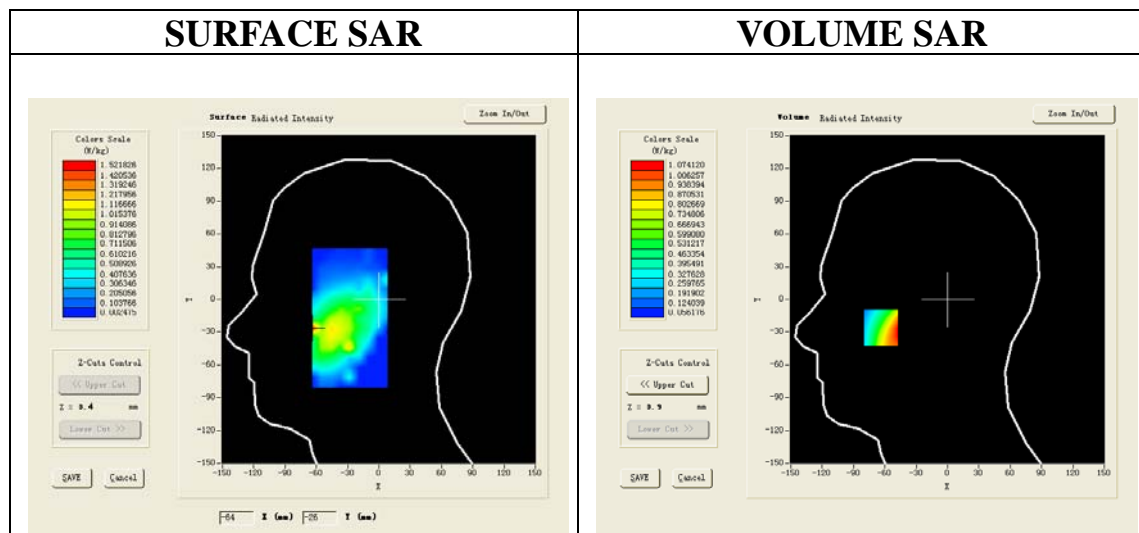 SURFACE SAR
VOLUME SAR
Surface Radiated Intensity
Zoom In/Out
Colors Scale
(W/kg)
1.521826
1.420536
1.319246
1.217956
1.116666
1.015376
0.914086
0.812796
0.711506
0.610216
0.508926
0.407636
0.306346
0.205056
0.103766
0.002475
Z-Cuts Control
<< Upper Cut
Z = 0.4 mm
Lower Cut >>
SAVE Cancel
150
120
90
60
30
0
-30
-60
-90
-120
-150
Y
-150 -120 -90 -60 -30 0 30 60 90 120 150
X
-64 X (mm) -26 Y (mm)
Volume Radiated Intensity
Zoom In/Out
Colors Scale
(W/kg)
1.074120
1.006257
0.938394
0.870531
0.802669
0.734806
0.666943
0.599080
0.531217
0.463354
0.395491
0.327628
0.259765
0.191902
0.124039
0.056176
Z-Cuts Control
<< Upper Cut
Z = 0.9 mm
Lower Cut >>
SAVE Cancel
150
120
90
60
30
0
-30
-60
-90
-120
-150
Y
-150 -120 -90 -60 -30 0 30 60 90 120 150
X